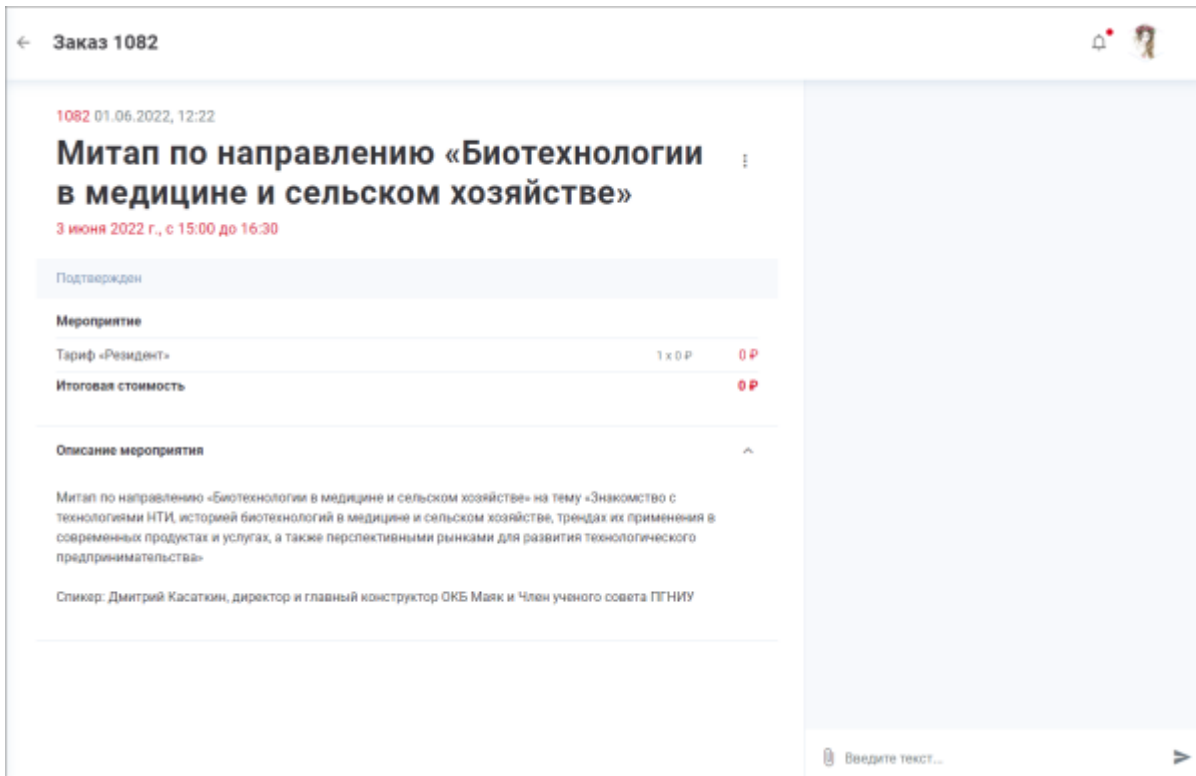 Заказ 1082
1082 01.06.2022, 12:22
Митап по направлению «Биотехнологии
в медицине и сельском хозяйстве»
3 июня 2022 г., с 15:00 до 16:30
Подтвержден
Мероприятие
Тариф «Резидент» 1 x 0 ₽ 0 ₽
Итоговая стоимость 0 ₽
Описание мероприятия
Митап по направлению «Биотехнологии в медицине и сельском хозяйстве» на тему «Знакомство с
технологиями НТИ, историей биотехнологий в медицине и сельском хозяйстве, трендах их применения в
современных продуктах и услугах, а также перспективными рынками для развития технологического
предпринимательства»
Спикер: Дмитрий Касаткин, директор и главный конструктор ОКБ Маяк и Член ученого совета ПГНИУ
Введите текст...